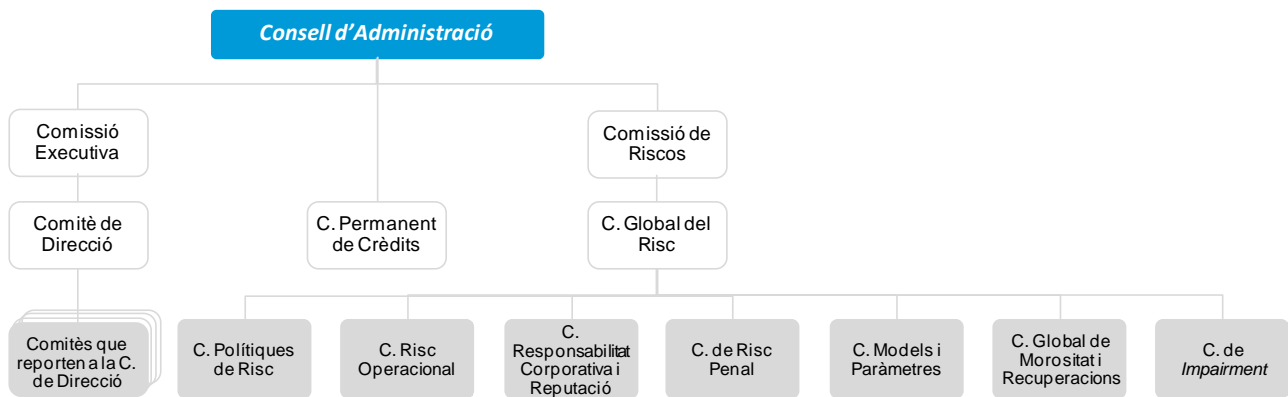 Consell d'Administració
Comissió
Executiva
Comissió de
Riscos
Comitè de
Direcció
C. Permanent
de Crèdits
C. Global del
Risc
Comitès que
reporten a la C.
de Direcció
C. Polítiques
de Risc
C. Risc
Operacional
C.
Responsabilitat
Corporativa i
Reputació
C. de Risc
Penal
C. Models i
Paràmetres
C. Global de
Morositat i
Recuperacions
C. de
Impairment